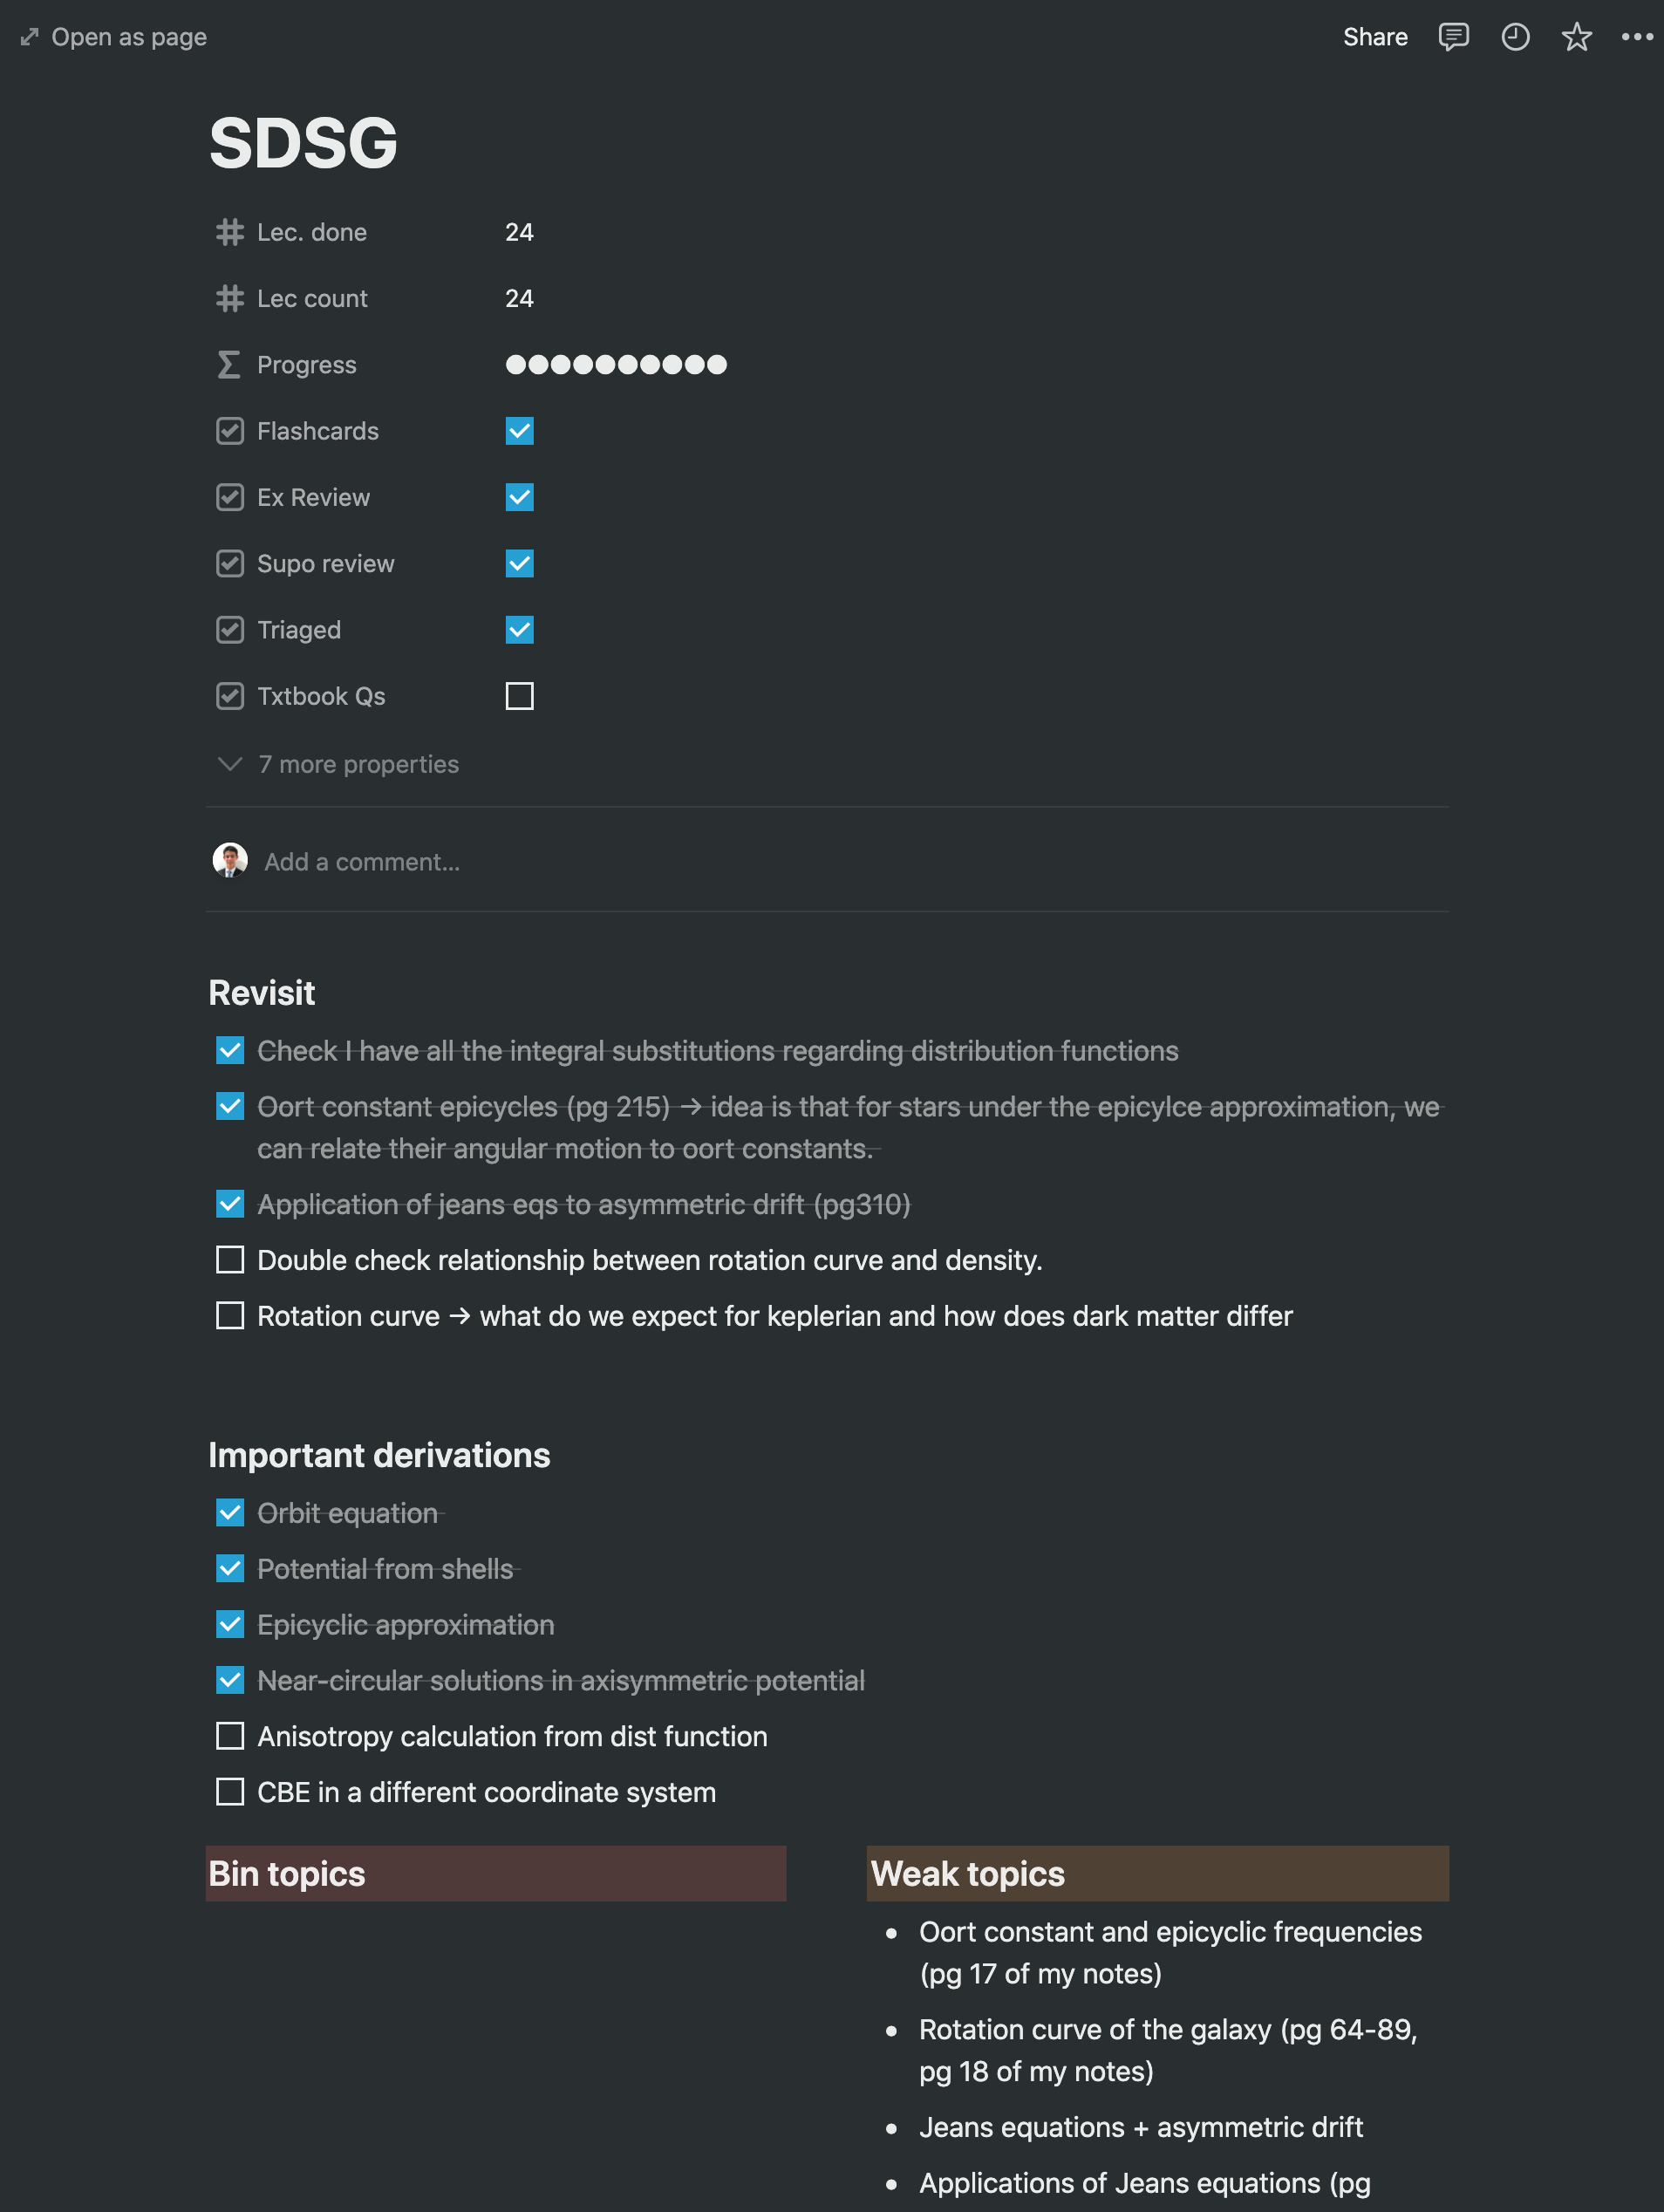 Open as page
Share
SDSG
Lec. done 24
Lec count 24
Progress
Flashcards
Ex Review
Supo review
Triaged
Txtbook Qs
7 more properties
Add a comment...
Revisit
Check I have all the integral substitutions regarding distribution functions
Oort constant epicycles (pg 215) → idea is that for stars under the epicylce approximation, we
can relate their angular motion to oort constants.
Application of jeans eqs to asymmetric drift (pg310)
Double check relationship between rotation curve and density.
Rotation curve → what do we expect for keplerian and how does dark matter differ
Important derivations
Orbit equation
Potential from shells
Epicyclic approximation
Near-circular solutions in axisymmetric potential
Anisotropy calculation from dist function
CBE in a different coordinate system
Bin topics
Weak topics
Oort constant and epicyclic frequencies
(pg 17 of my notes)
Rotation curve of the galaxy (pg 64-89,
pg 18 of my notes)
Jeans equations + asymmetric drift
Applications of Jeans equations (pg